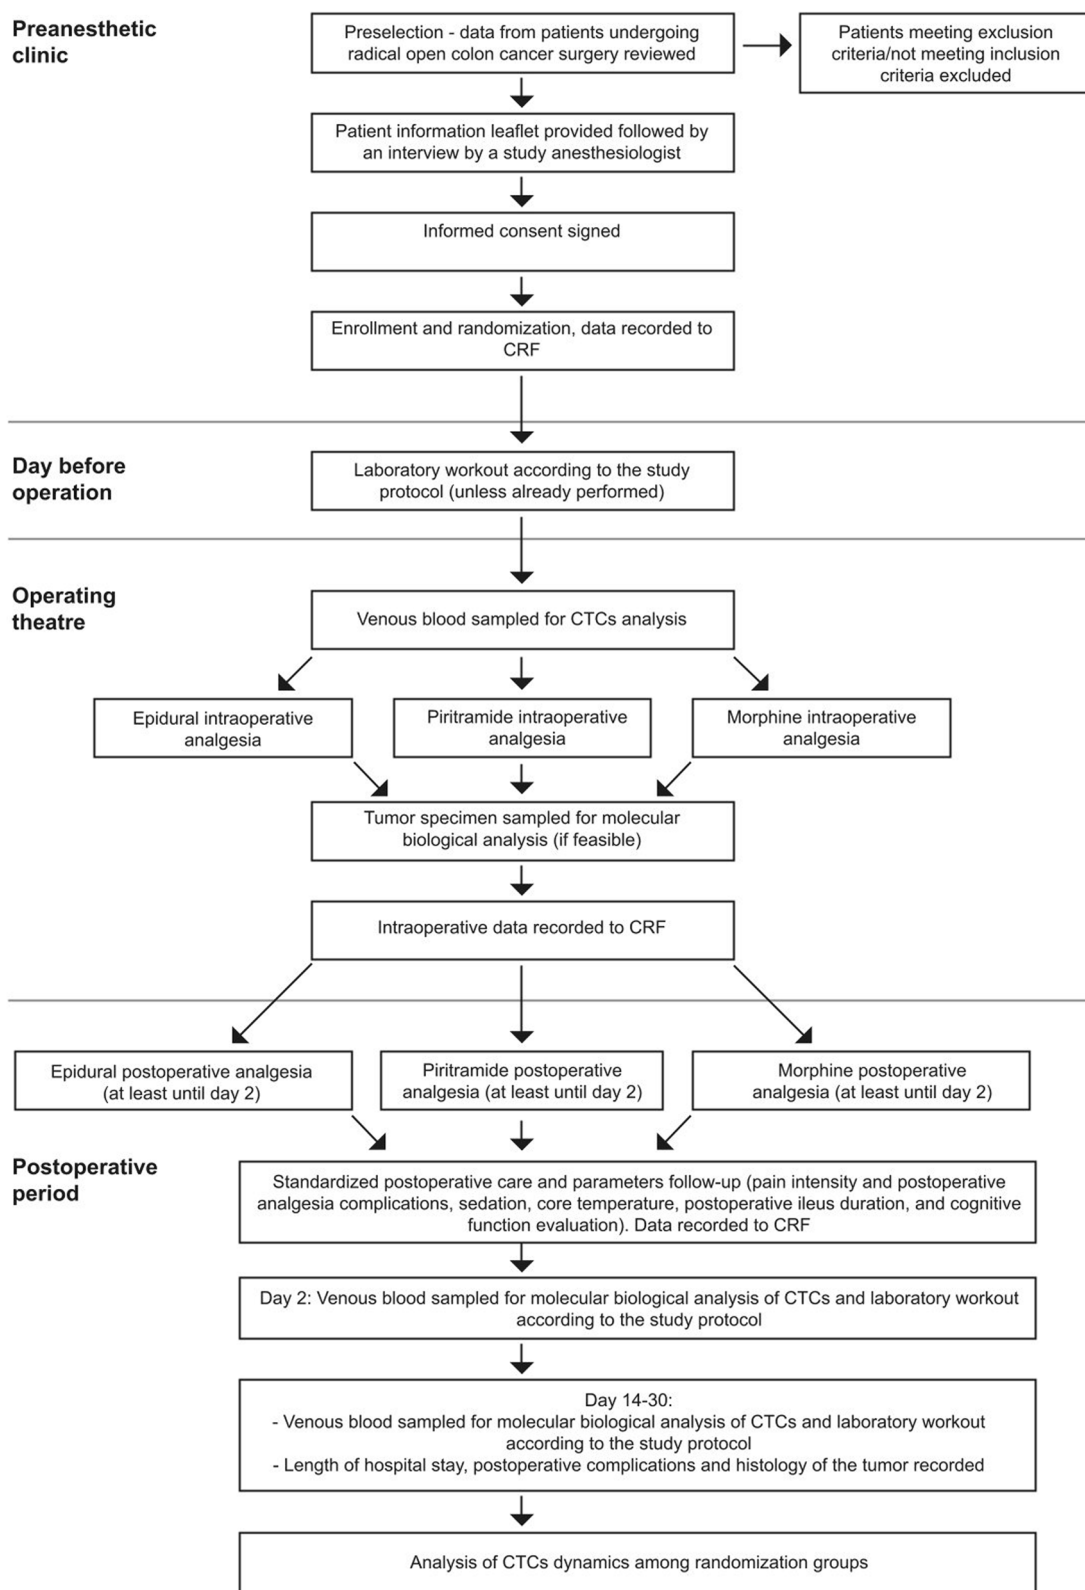 Preanesthetic
clinic
Preselection - data from patients undergoing
radical open colon cancer surgery reviewed
Patients meeting exclusion
criteria/not meeting inclusion
criteria excluded
Patient information leaflet provided followed by
an interview by a study anesthesiologist
Informed consent signed
Enrollment and randomization, data recorded to
CRF
Day before
operation
Laboratory workout according to the study
protocol (unless already performed)
Operating
theatre
Venous blood sampled for CTCs analysis
Epidural intraoperative
analgesia
Piritramide intraoperative
analgesia
Morphine intraoperative
analgesia
Tumor specimen sampled for molecular
biological analysis (if feasible)
Intraoperative data recorded to CRF
Epidural postoperative analgesia
(at least until day 2)
Piritramide postoperative
analgesia (at least until day 2)
Morphine postoperative
analgesia (at least until day 2)
Postoperative
period
Standardized postoperative care and parameters follow-up (pain intensity and postoperative
analgesia complications, sedation, core temperature, postoperative ileus duration, and cognitive
function evaluation). Data recorded to CRF
Day 2: Venous blood sampled for molecular biological analysis of CTCs and laboratory workout
according to the study protocol
Day 14-30:
- Venous blood sampled for molecular biological analysis of CTCs and laboratory workout
according to the study protocol
- Length of hospital stay, postoperative complications and histology of the tumor recorded
Analysis of CTCs dynamics among randomization groups